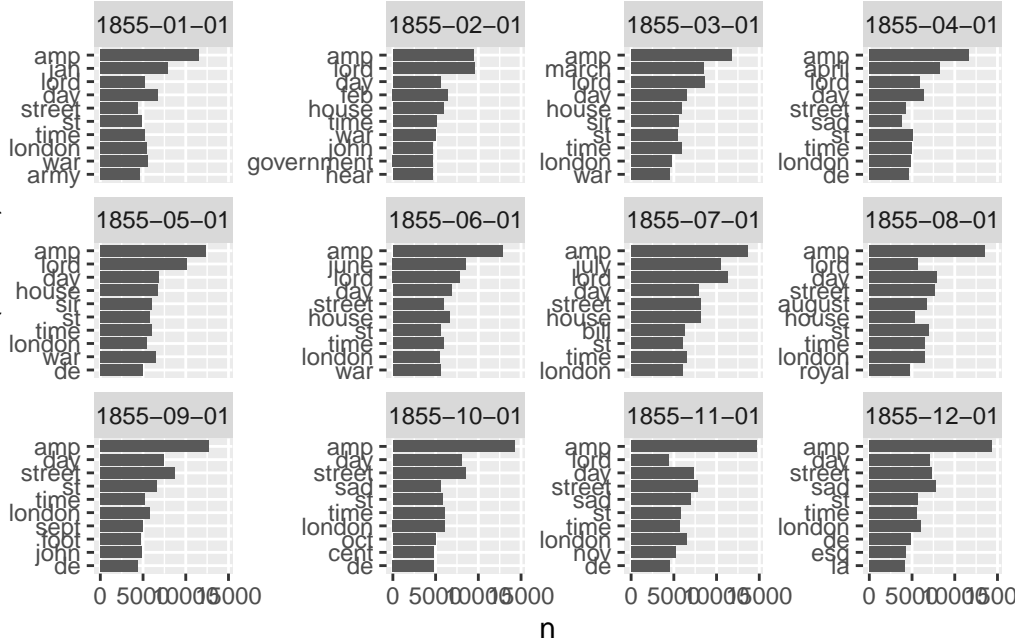 1855−01−01 1855−02−01 1855−03−01 1855−04−01
amp amp amp amp
jan lord march april
lord day lord lord
day feb day day
street house house street
st time sir sad
time war st st
london john time time
war government london london
army hear war de
1855−05−01 1855−06−01 1855−07−01 1855−08−01
amp amp amp amp
lord june july lord
day lord lord day
house day day street
sir street street august
st house house house
time st bill st
london time st time
war london time london
de war london royal
1855−09−01 1855−10−01 1855−11−01 1855−12−01
amp amp amp amp
day day lord day
street street day street
st sad street sad
time st sad st
london time st time
sept london time london
foot oct london de
john cent nov esq
de de de la
0 5000 10000 15000 0 5000 10000 15000 0 5000 10000 15000 0 5000 10000 15000
n